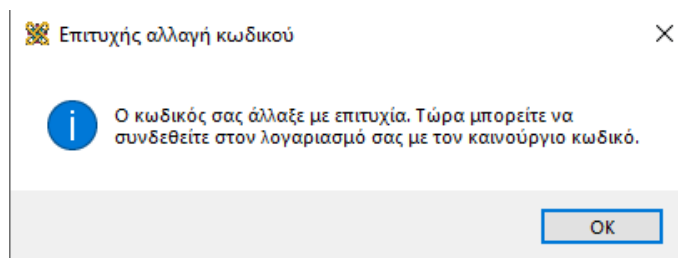 Επιτυχής αλλαγή κωδικού
Ο κωδικός σας άλλαξε με επιτυχία. Τώρα μπορείτε να
συνδεθείτε στον λογαριασμό σας με τον καινούργιο κωδικό.
OK